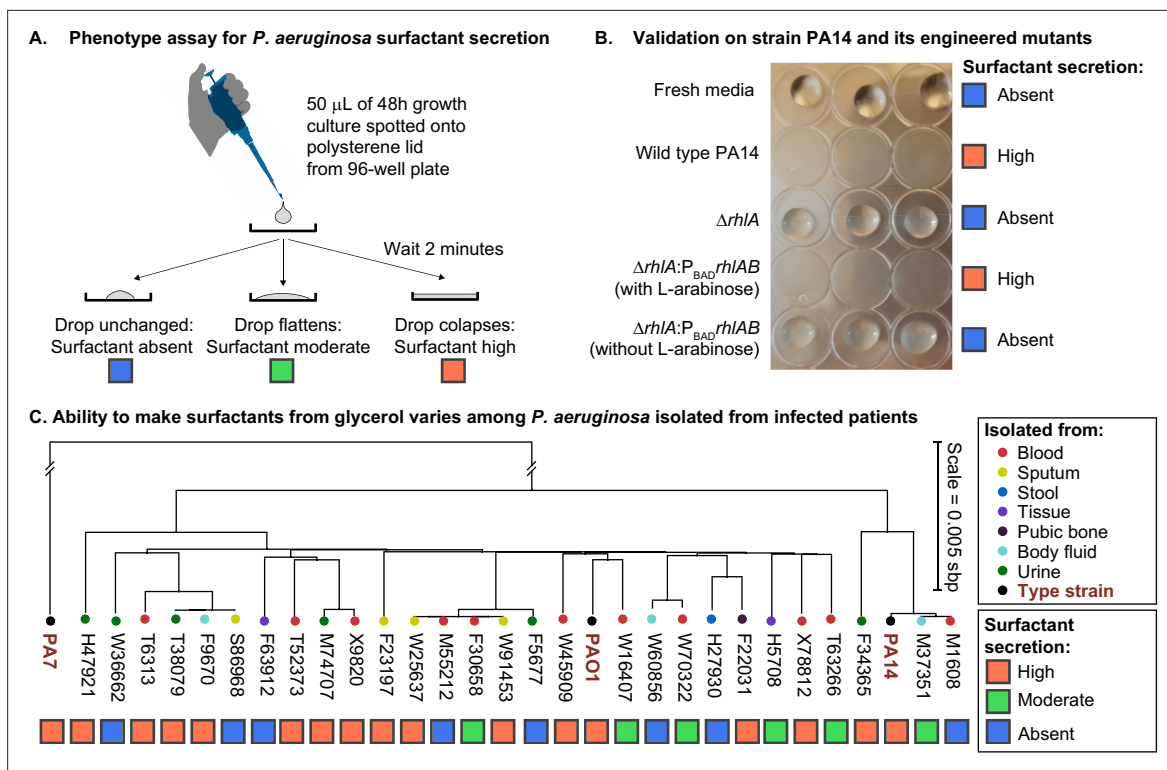 A. Phenotype assay for P. aeruginosa surfactant secretion
50 μL of 48h growth
culture spotted onto
polysterene lid
from 96-well plate
Wait 2 minutes
Drop unchanged:
Surfactant absent
Drop flattens:
Surfactant moderate
Drop colapses:
Surfactant high
B. Validation on strain PA14 and its engineered mutants
Surfactant secretion:
Fresh media
Absent
Wild type PA14
High
ΔrhlA
Absent
ΔrhlA:PBADrhlAB
(with L-arabinose)
High
ΔrhlA:PBADrhlAB
(without L-arabinose)
Absent
C. Ability to make surfactants from glycerol varies among P. aeruginosa isolated from infected patients
Scale = 0.005 sbp
PA7
H47921
W36662
T6313
T38079
F9670
S86968
F63912
T52373
M74707
X9820
F23197
W25637
M55212
F30658
W91453
F5677
W45909
PAO1
W16407
W60856
W70322
H27930
F22031
H5708
X78812
T63266
F34365
PA14
M37351
M1608
Isolated from:
Blood
Sputum
Stool
Tissue
Pubic bone
Body fluid
Urine
Type strain
Surfactant
secretion:
High
Moderate
Absent